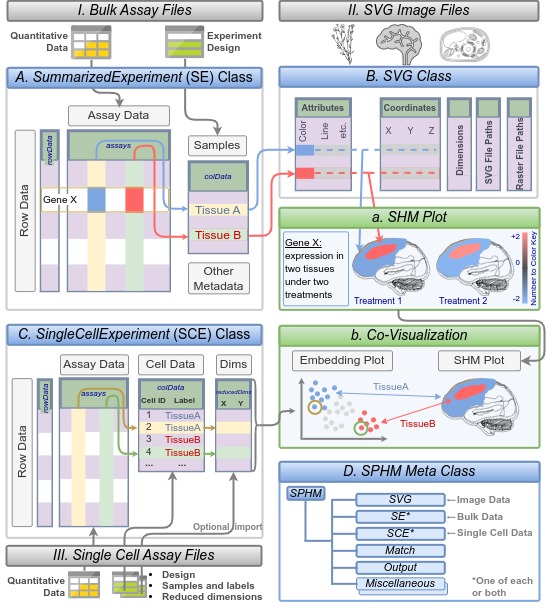 I. Bulk Assay Files
Quantitative
Data
Experiment
Design
II. SVG Image Files
A. SummarizedExperiment (SE) Class
Assay Data
rowData
assays
Row Data
Gene X
Samples
colData
Tissue A
Tissue B
Other
Metadata
B. SVG Class
Attributes
Color
Line
etc.
Coordinates
X Y Z
Dimensions
SVG File Paths
Raster File Paths
a. SHM Plot
Gene X:
expression in
two tissues
under two
treatments
Treatment 1
Treatment 2
+2
0
-2
Number to Color Key
C. SingleCellExperiment (SCE) Class
Assay Data
Cell Data
Dims
rowData
assays
Row Data
colData
Cell ID Label
1 TissueA
2 TissueA
3 TissueB
4 TissueB
... ...
reducedDims
X Y
Optional import
b. Co-Visualization
Embedding Plot
SHM Plot
TissueA
TissueB
III. Single Cell Assay Files
Quantitative
Data
• Design
• Samples and labels
• Reduced dimensions
D. SPHM Meta Class
SPHM
SVG
Image Data
SE*
Bulk Data
SCE*
Single Cell Data
Match
Output
Miscellaneous
*One of each
or both